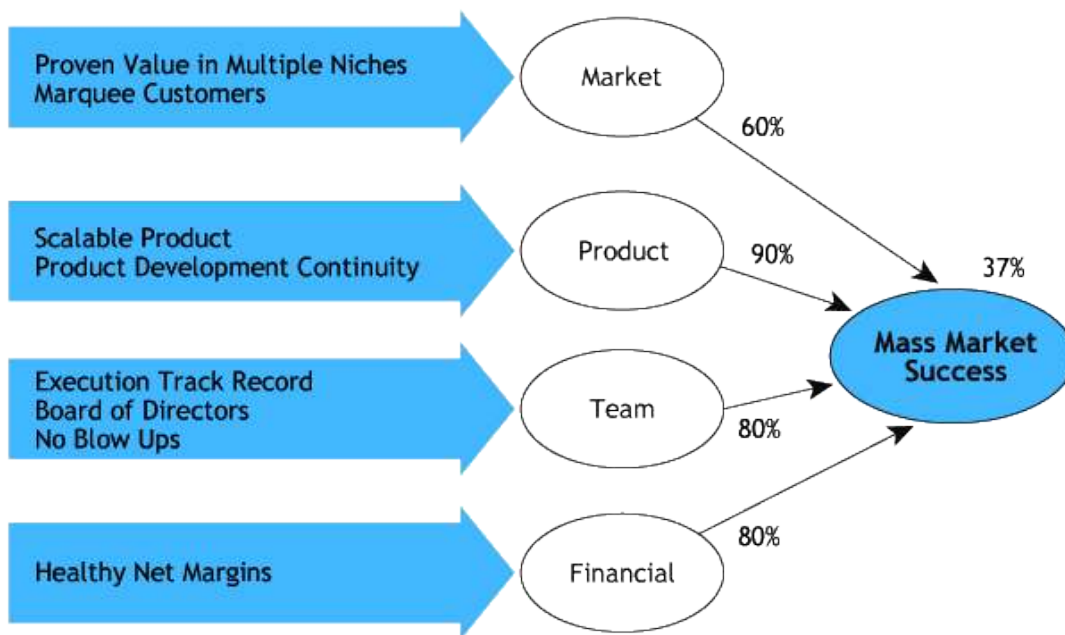 Proven Value in Multiple Niches
Marquee Customers
Market
60%
Scalable Product
Product Development Continuity
Product
90%
37%
Mass Market
Success
Execution Track Record
Board of Directors
No Blow Ups
Team
80%
Healthy Net Margins
Financial
80%